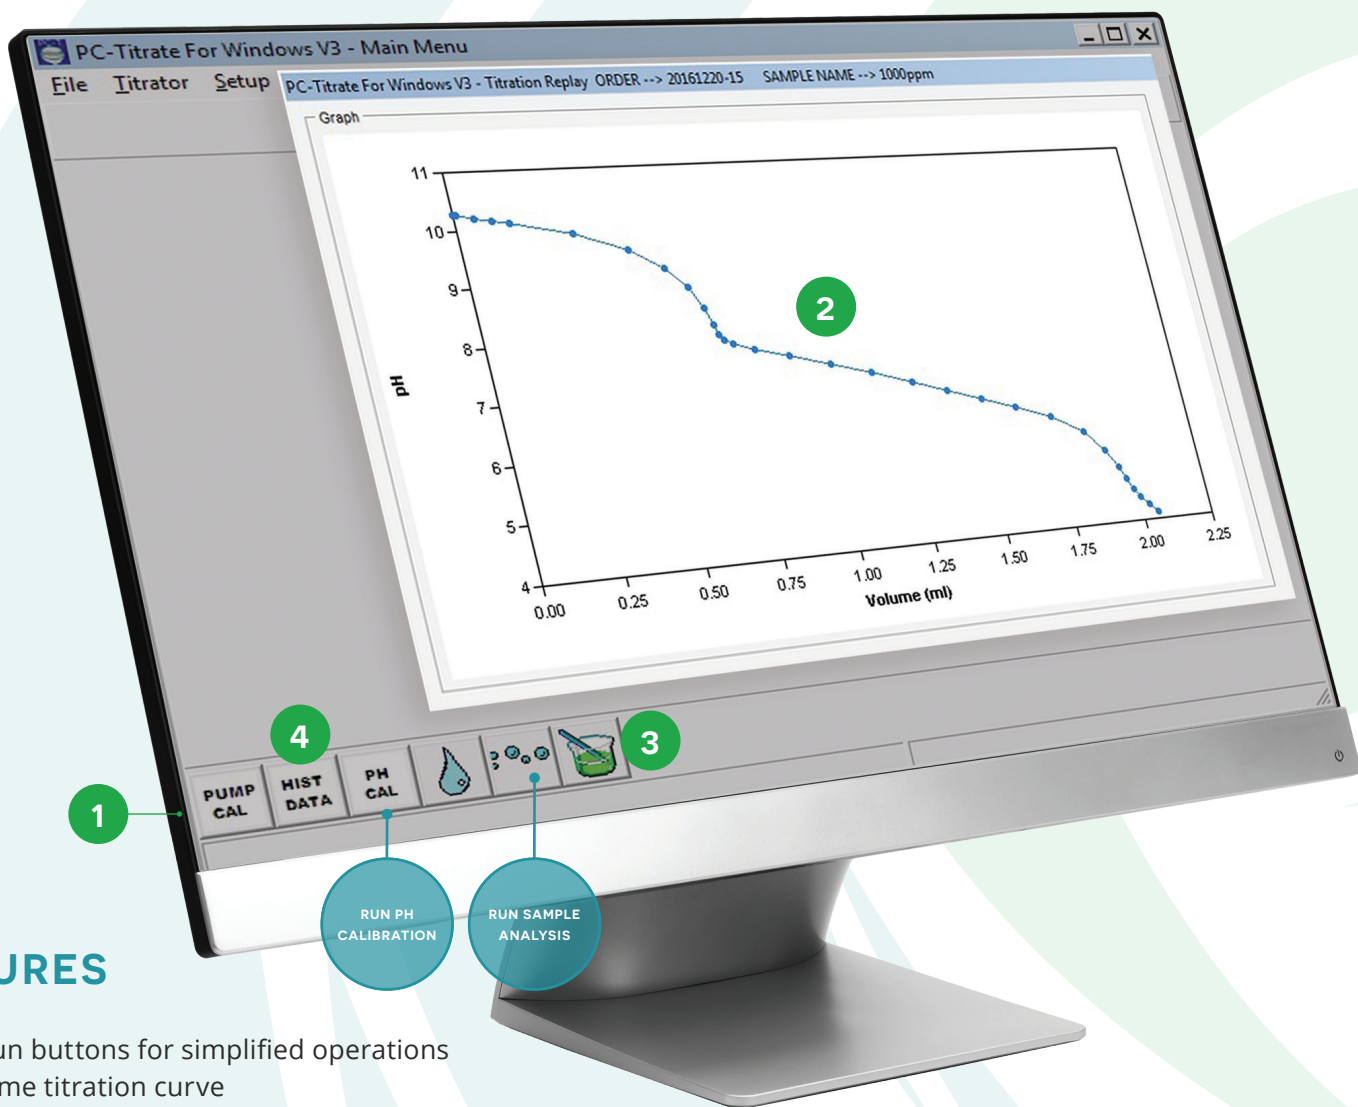 PC-Titrate For Windows V3 - Main Menu
File Titrator Setup
PC-Titrate For Windows V3 - Titration Replay ORDER --> 20161220-15 SAMPLE NAME --> 1000ppm
Graph
11
10
9
8
7
6
5
4
pH
0.00 0.25 0.50 0.75 1.00 1.25 1.50 1.75 2.00 2.25
Volume (ml)
2
4
3
1
PUMP CAL
HIST DATA
PH CAL
RUN PH
CALIBRATION
RUN SAMPLE
ANALYSIS
URES
un buttons for simplified operations
me titration curve